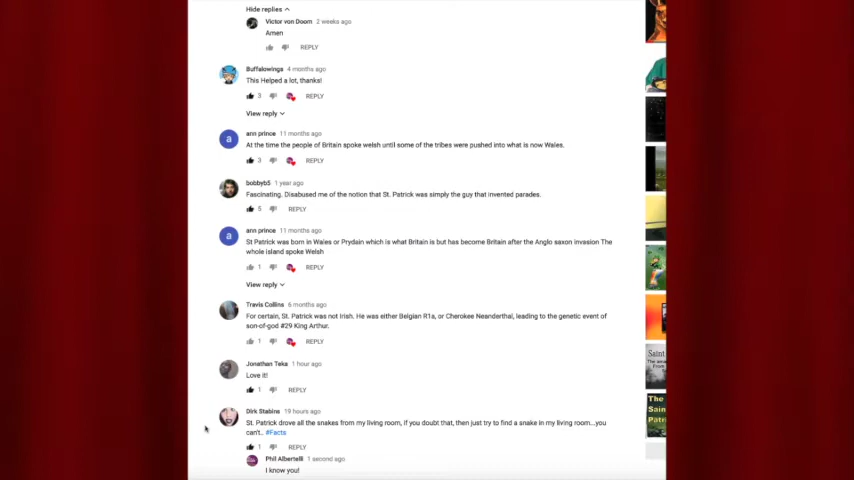 Hide replies
Victor von Doom 2 weeks ago
Amen
REPLY
Buffalowings 4 months ago
This Helped a lot, thanks!
3 REPLY
View reply
a
ann prince 11 months ago
At the time the people of Britain spoke welsh until some of the tribes were pushed into what is now Wales.
3 REPLY
bobbyb5 1 year ago
Fascinating. Disabused me of the notion that St. Patrick was simply the guy that invented parades.
5 REPLY
a
ann prince 11 months ago
St Patrick was born in Wales or Prydain which is what Britain is but has become Britain after the Anglo saxon invasion The
whole island spoke Welsh
1 REPLY
View reply
Travis Collins 6 months ago
For certain, St. Patrick was not Irish. He was either Belgian R1a, or Cherokee Neanderthal, leading to the genetic event of
son-of-god #29 King Arthur.
1 REPLY
Jonathan Teka 1 hour ago
Love it!
1 REPLY
Dirk Stabins 19 hours ago
St. Patrick drove all the snakes from my living room, if you doubt that, then just try to find a snake in my living room...you
can't.. #Facts
1 REPLY
Phil Albertelli 1 second ago
I know you!
Saint
The
Sain
Patri